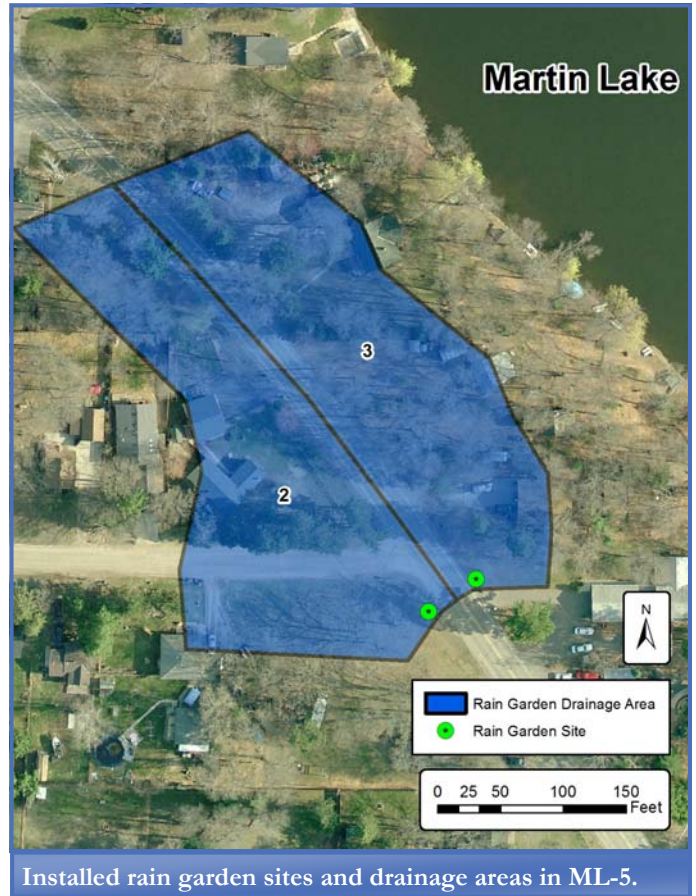 Martin Lake
3
2
N
Rain Garden Drainage Area
Rain Garden Site
0 25 50 100 150
Feet
Installed rain garden sites and drainage areas in ML-5.